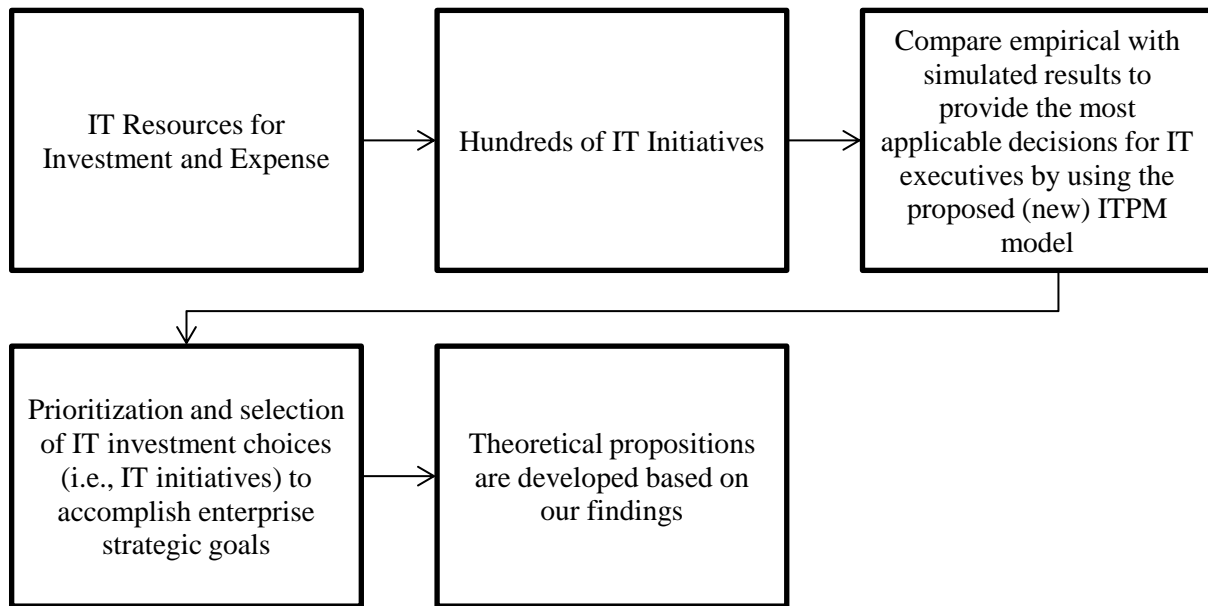 IT Resources for
Investment and Expense
Hundreds of IT Initiatives
Compare empirical with
simulated results to
provide the most
applicable decisions for IT
executives by using the
proposed (new) ITPM
model
Prioritization and selection
of IT investment choices
(i.e., IT initiatives) to
accomplish enterprise
strategic goals
Theoretical propositions
are developed based on
our findings